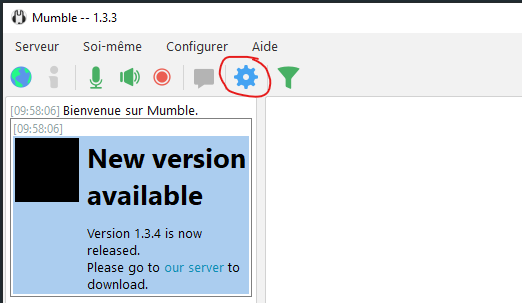 Mumble -- 1.3.3
Serveur Soi-même Configurer Aide
[09:58:06] Bienvenue sur Mumble.
[09:58:06]
New version
available
Version 1.3.4 is now
released.
Please go to our server to
download.